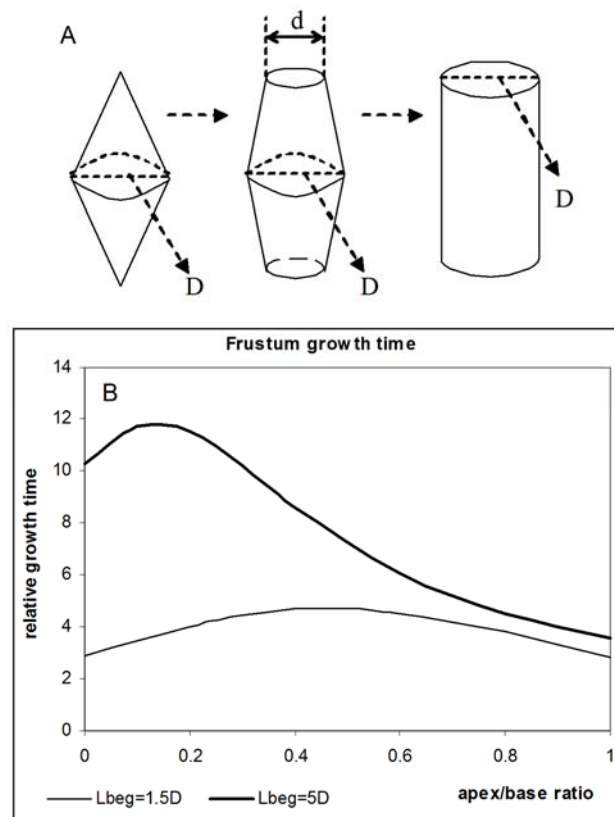 A
d
D
D
D
Frustum growth time
B
relative growth time
14
12
10
8
6
4
2
0
0 0.2 0.4 0.6 0.8 1
apex/base ratio
Lbeg=1.5D Lbeg=5D